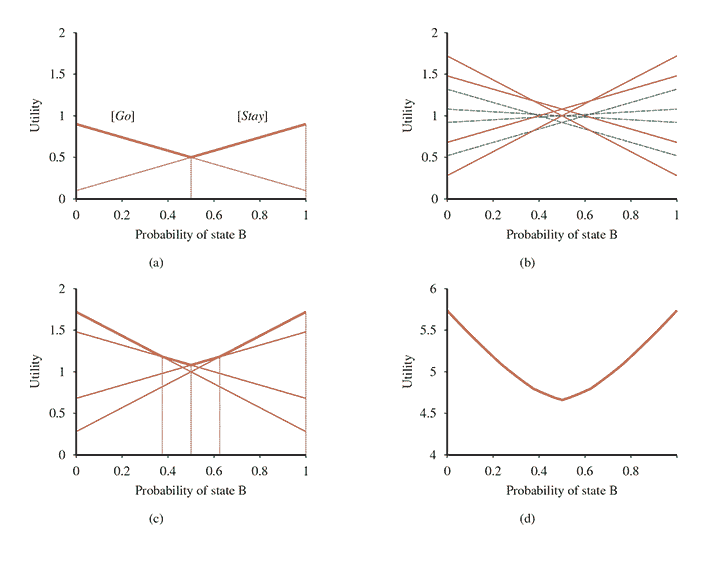 2
1.5
1
0.5
0
Utility
[Go]
[Stay]
0 0.2 0.4 0.6 0.8 1
Probability of state B
(a)
2
1.5
1
0.5
0
Utility
0 0.2 0.4 0.6 0.8 1
Probability of state B
(b)
2
1.5
1
0.5
0
Utility
0 0.2 0.4 0.6 0.8 1
Probability of state B
(c)
6
5.5
5
4.5
4
Utility
0 0.2 0.4 0.6 0.8
Probability of state B
(d)